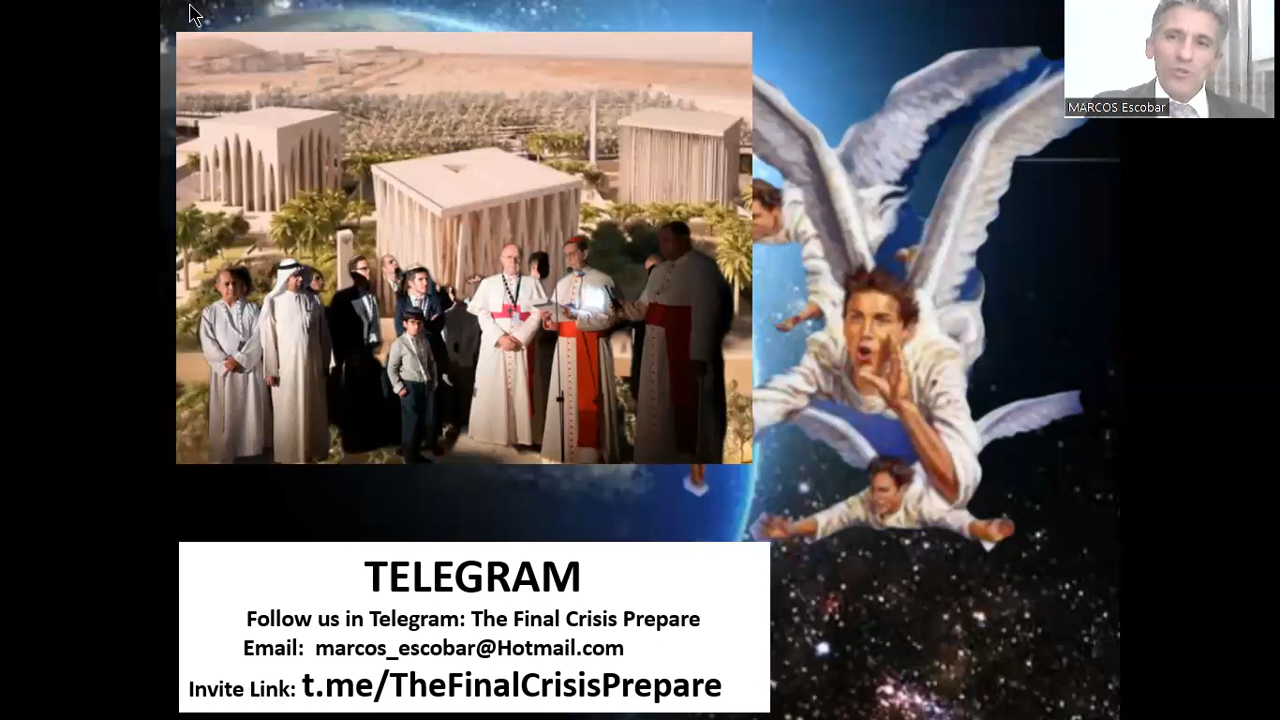 MARCOS Escobar
TELEGRAM
Follow us in Telegram: The Final Crisis Prepare
Email: marcos_escobar@Hotmail.com
Invite Link: t.me/TheFinalCrisisPrepare